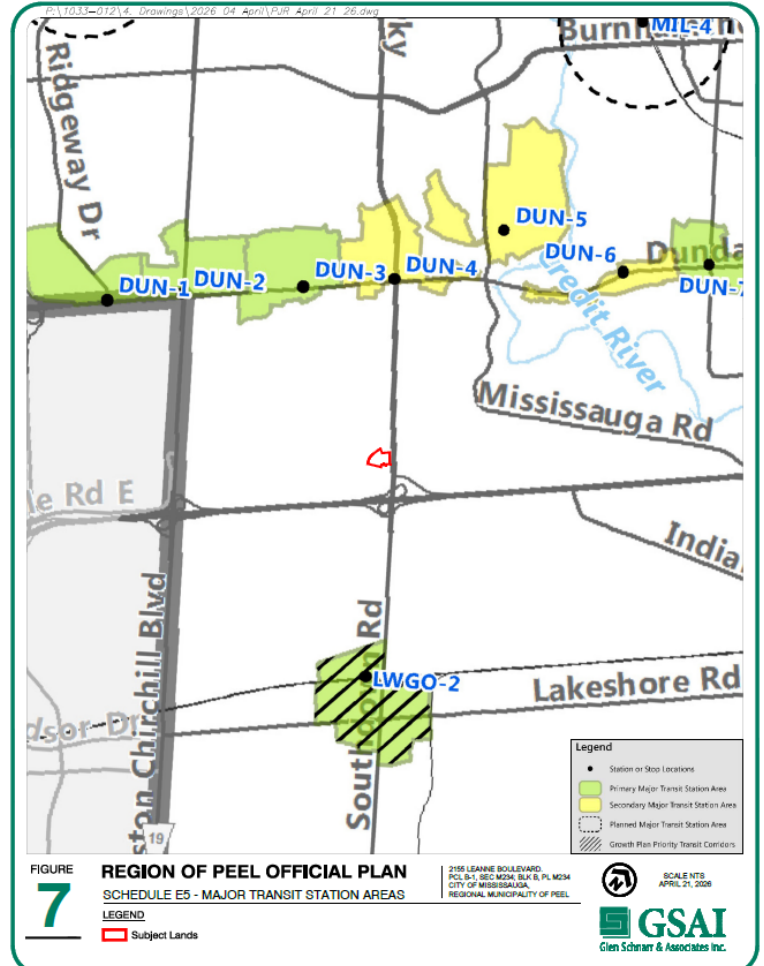 P:\1033-012\4. Drawings\2026 04 April\PJR April 21 26.dwg
MIL-4
Burnham
ky
Ridgeway Dr
DUN-5
DUN-6
Dunda
DUN-1
DUN-2
DUN-3
DUN-4
DUN-7
Credit River
Mississauga Rd
le Rd E
India
ston Churchill Blvd
Southdown Rd
LWGO-2
Lakeshore Rd
dsor Dr
19
Legend
Station or Stop Locations
Primary Major Transit Station Area
Secondary Major Transit Station Area
Planned Major Transit Station Area
Growth Plan Priority Transit Corridors
FIGURE
7
REGION OF PEEL OFFICIAL PLAN
SCHEDULE E5 - MAJOR TRANSIT STATION AREAS
LEGEND
Subject Lands
2155 LEANNE BOULEVARD.
PCL B-1, SEC M234; BLK B, PL M234
CITY OF MISSISSAUGA,
REGIONAL MUNICIPALITY OF PEEL
SCALE NTS
APRIL 21, 2026
GSAI
Glen Schnarr & Associates Inc.